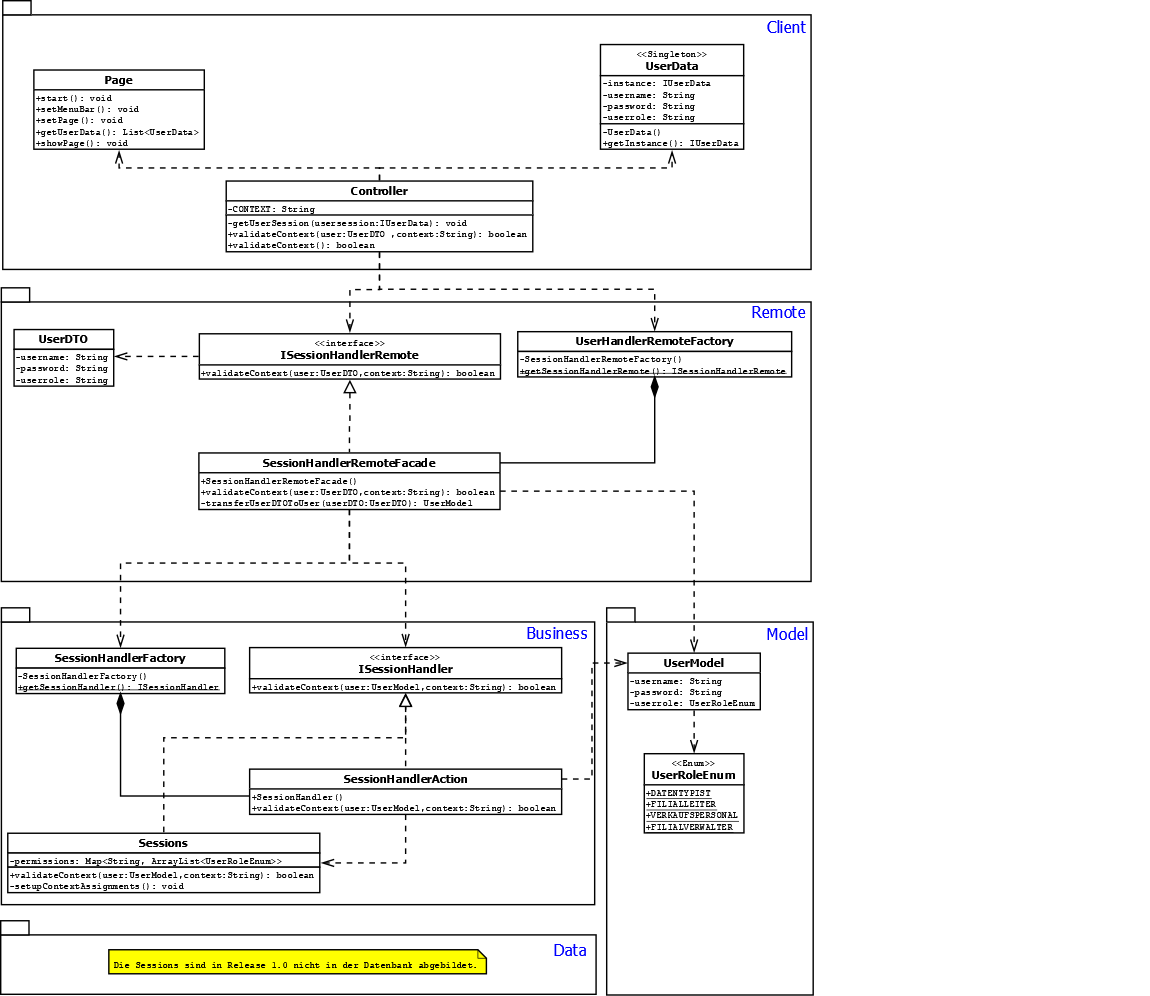 Client
Page
+start(): void
+setMenuBar(): void
+setPage(): void
+getUserData(): List<UserData>
+showPage(): void
<<Singleton>>
UserData
-instance: IUserData
-username: String
-password: String
-userrole: String
-UserData()
+getInstance(): IUserData
Controller
-CONTEXT: String
-getUserSession(usersession:IUserData): void
+validateContext(user:UserDTO ,context:String): boolean
+validateContext(): boolean
Remote
UserDTO
-username: String
-password: String
-userrole: String
<<interface>>
ISessionHandlerRemote
+validateContext(user:UserDTO,context:String): boolean
UserHandlerRemoteFactory
-SessionHandlerRemoteFactory()
+getSessionHandlerRemote(): ISessionHandlerRemote
SessionHandlerRemoteFacade
+SessionHandlerRemoteFacade()
+validateContext(user:UserDTO,context:String): boolean
-transferUserDTOToUser(userDTO:UserDTO): UserModel
Business
SessionHandlerFactory
-SessionHandlerFactory()
+getSessionHandler(): ISessionHandler
<<interface>>
ISessionHandler
+validateContext(user:UserModel,context:String): boolean
SessionHandlerAction
+SessionHandler()
+validateContext(user:UserModel,context:String): boolean
Sessions
-permissions: Map<String, ArrayList<UserRoleEnum>>
+validateContext(user:UserModel,context:String): boolean
-setupContextAssignments(): void
Model
UserModel
-username: String
-password: String
-userrole: UserRoleEnum
<<Enum>>
UserRoleEnum
+DATENTYPIST
+FILIALLEITER
+VERKAUFSPERSONAL
+FILIALVERWALTER
Data
Die Sessions sind in Release 1.0 nicht in der Datenbank abgebildet.